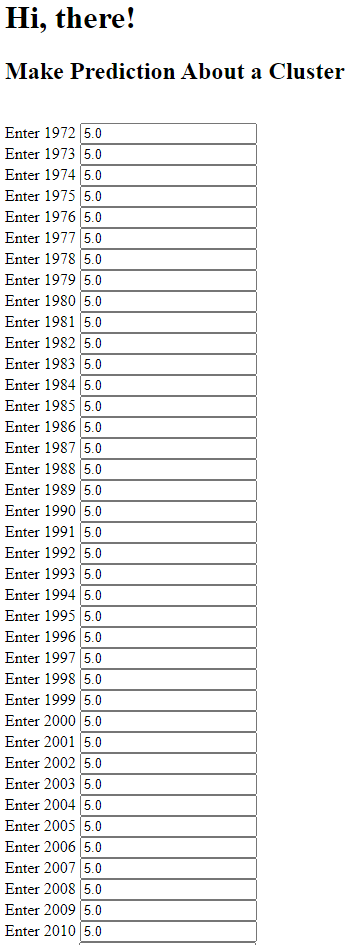 Hi, there!
Make Prediction About a Cluster
Enter 1972 5.0
Enter 1973 5.0
Enter 1974 5.0
Enter 1975 5.0
Enter 1976 5.0
Enter 1977 5.0
Enter 1978 5.0
Enter 1979 5.0
Enter 1980 5.0
Enter 1981 5.0
Enter 1982 5.0
Enter 1983 5.0
Enter 1984 5.0
Enter 1985 5.0
Enter 1986 5.0
Enter 1987 5.0
Enter 1988 5.0
Enter 1989 5.0
Enter 1990 5.0
Enter 1991 5.0
Enter 1992 5.0
Enter 1993 5.0
Enter 1994 5.0
Enter 1995 5.0
Enter 1996 5.0
Enter 1997 5.0
Enter 1998 5.0
Enter 1999 5.0
Enter 2000 5.0
Enter 2001 5.0
Enter 2002 5.0
Enter 2003 5.0
Enter 2004 5.0
Enter 2005 5.0
Enter 2006 5.0
Enter 2007 5.0
Enter 2008 5.0
Enter 2009 5.0
Enter 2010 5.0